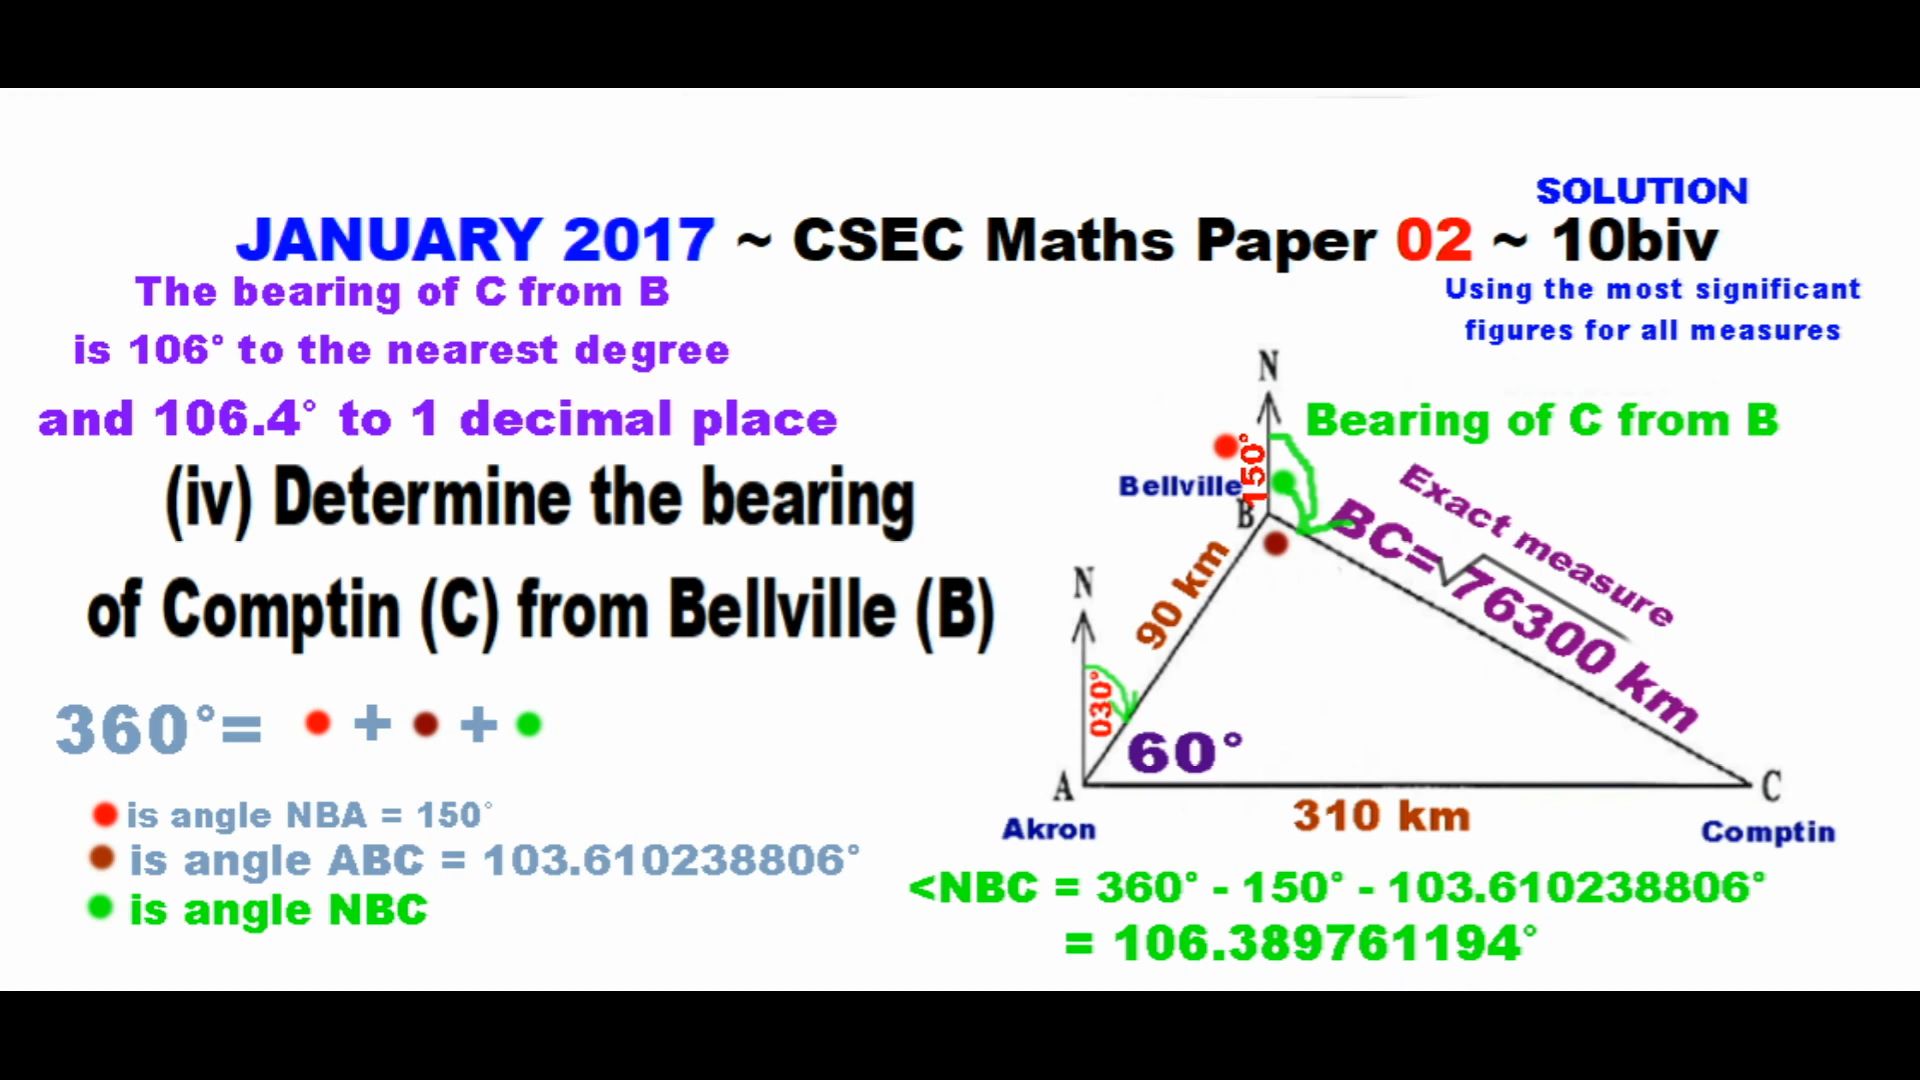 SOLUTION
JANUARY 2017 ~ CSEC Maths Paper 02 ~ 10biv
The bearing of C from B
is 106° to the nearest degree
and 106.4° to 1 decimal place
Using the most significant
figures for all measures
(iv) Determine the bearing
of Comptin (C) from Bellville (B)
360°= + +
is angle NBA = 150°
is angle ABC = 103.610238806°
is angle NBC
N
Bearing of C from B
150°
Bellville
B
Exact measure
BC=√76300 km
90 km
N
030°
60°
A
C
310 km
Akron
Comptin
<NBC = 360° - 150° - 103.610238806°
= 106.389761194°